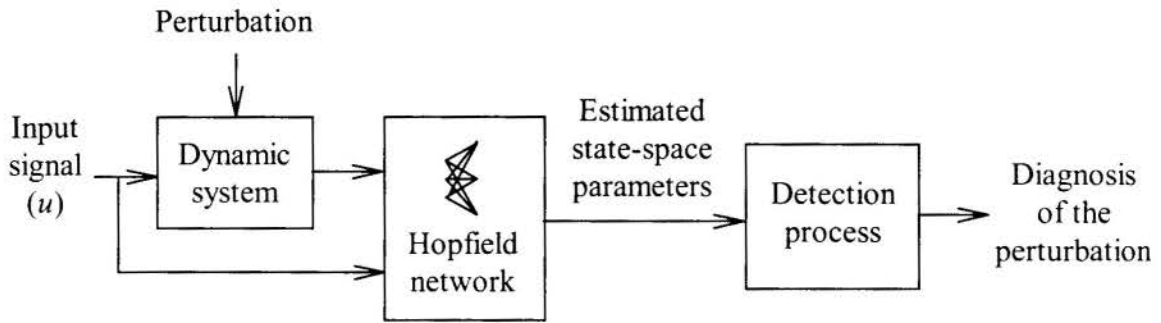 Perturbation
Input
signal
(u)
Dynamic
system
Hopfield
network
Estimated
state-space
parameters
Detection
process
Diagnosis
of the
perturbation